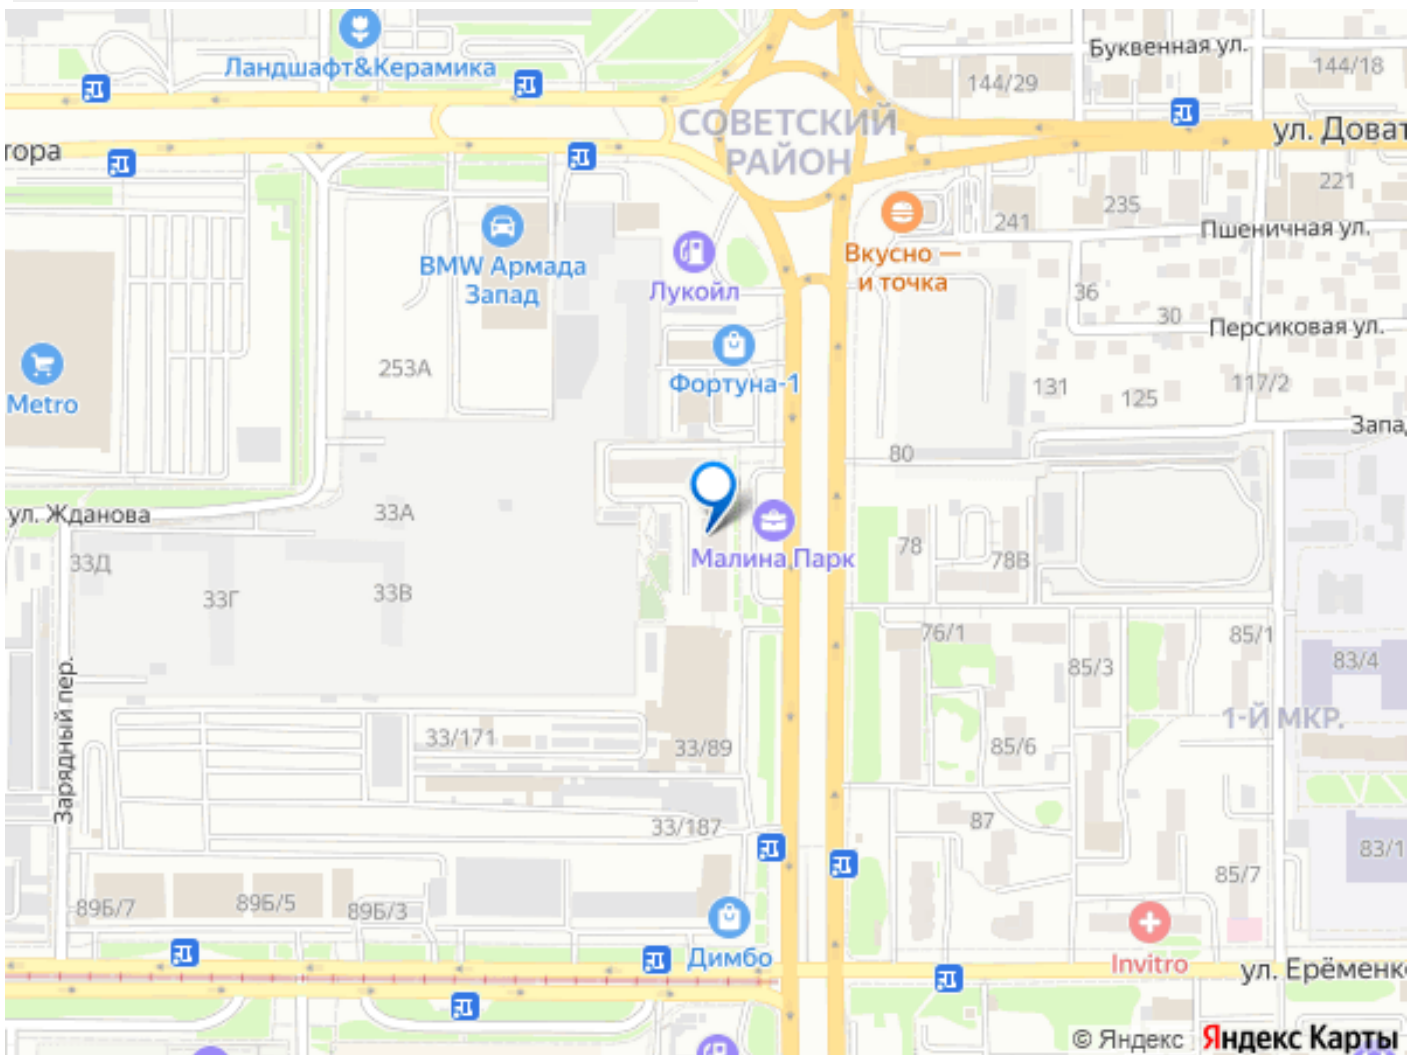 Буквенная ул.
Ландшафт&Керамика
144/29
144/18
СОВЕТСКИЙ
РАЙОН
ул. Доват
тора
221
235
241
Пшеничная ул.
BMW Армада
Запад
Лукойл
Вкусно —
и точка
36
30
Персиковая ул.
253А
Фортуна-1
131
125
117/2
Metro
Запад
80
ул. Жданова
33А
Малина Парк
78
78В
33Д
33Г
33В
76/1
85/1
85/3
83/4
Зарядный пер.
33/171
33/89
85/6
1-Й МКР.
33/187
87
83/1
85/7
89Б/7
89Б/5
89Б/3
Димбо
Invitro
ул. Ерёменко
© Яндекс Яндекс Карты